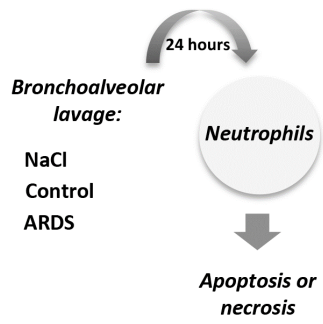 24 hours
Bronchoalveolar
lavage:
NaCl
Control
ARDS
Neutrophils
Apoptosis or
necrosis